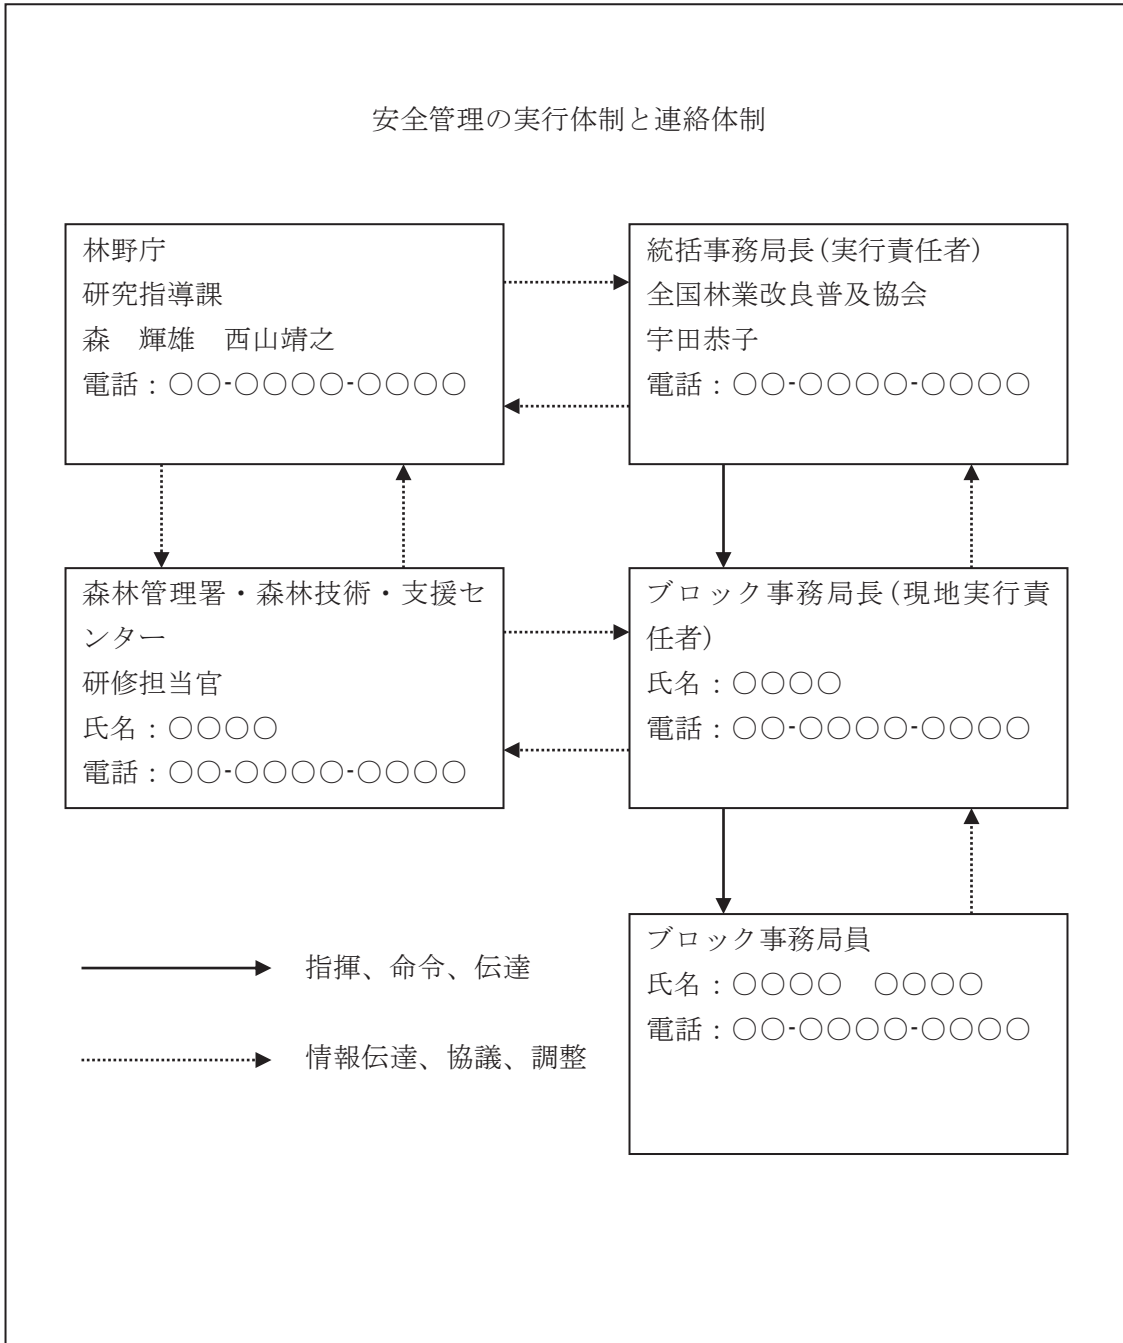 安全管理の実行体制と連絡体制
林野庁
研究指導課
森　輝雄　西山靖之
電話：○○-○○○○-○○○○
統括事務局長(実行責任者)
全国林業改良普及協会
宇田恭子
電話：○○-○○○○-○○○○
森林管理署・森林技術・支援セ
ンター
研修担当官
氏名：○○○○
電話：○○-○○○○-○○○○
ブロック事務局長(現地実行責
任者)
氏名：○○○○
電話：○○-○○○○-○○○○
ブロック事務局員
氏名：○○○○　○○○○
電話：○○-○○○○-○○○○
指揮、命令、伝達
情報伝達、協議、調整